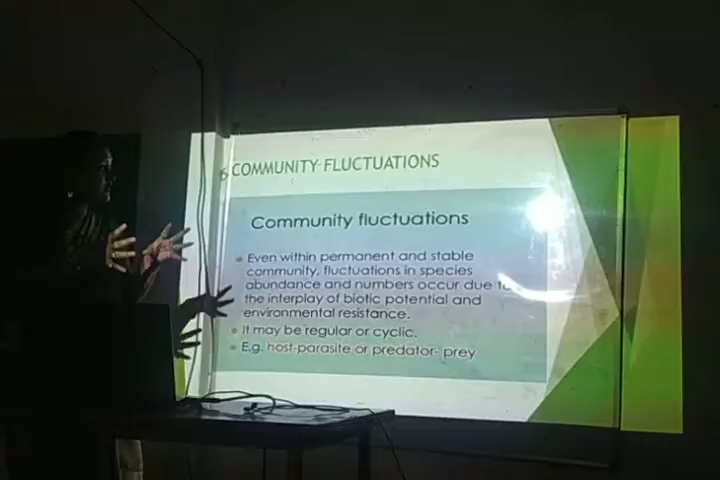 6 COMMUNITY FLUCTUATIONS
Community fluctuations
Even within permanent and stable
community, fluctuations in species
abundance and numbers occur due to
the interplay of biotic potential and
environmental resistance.
It may be regular or cyclic.
E.g. host-parasite or predator- prey